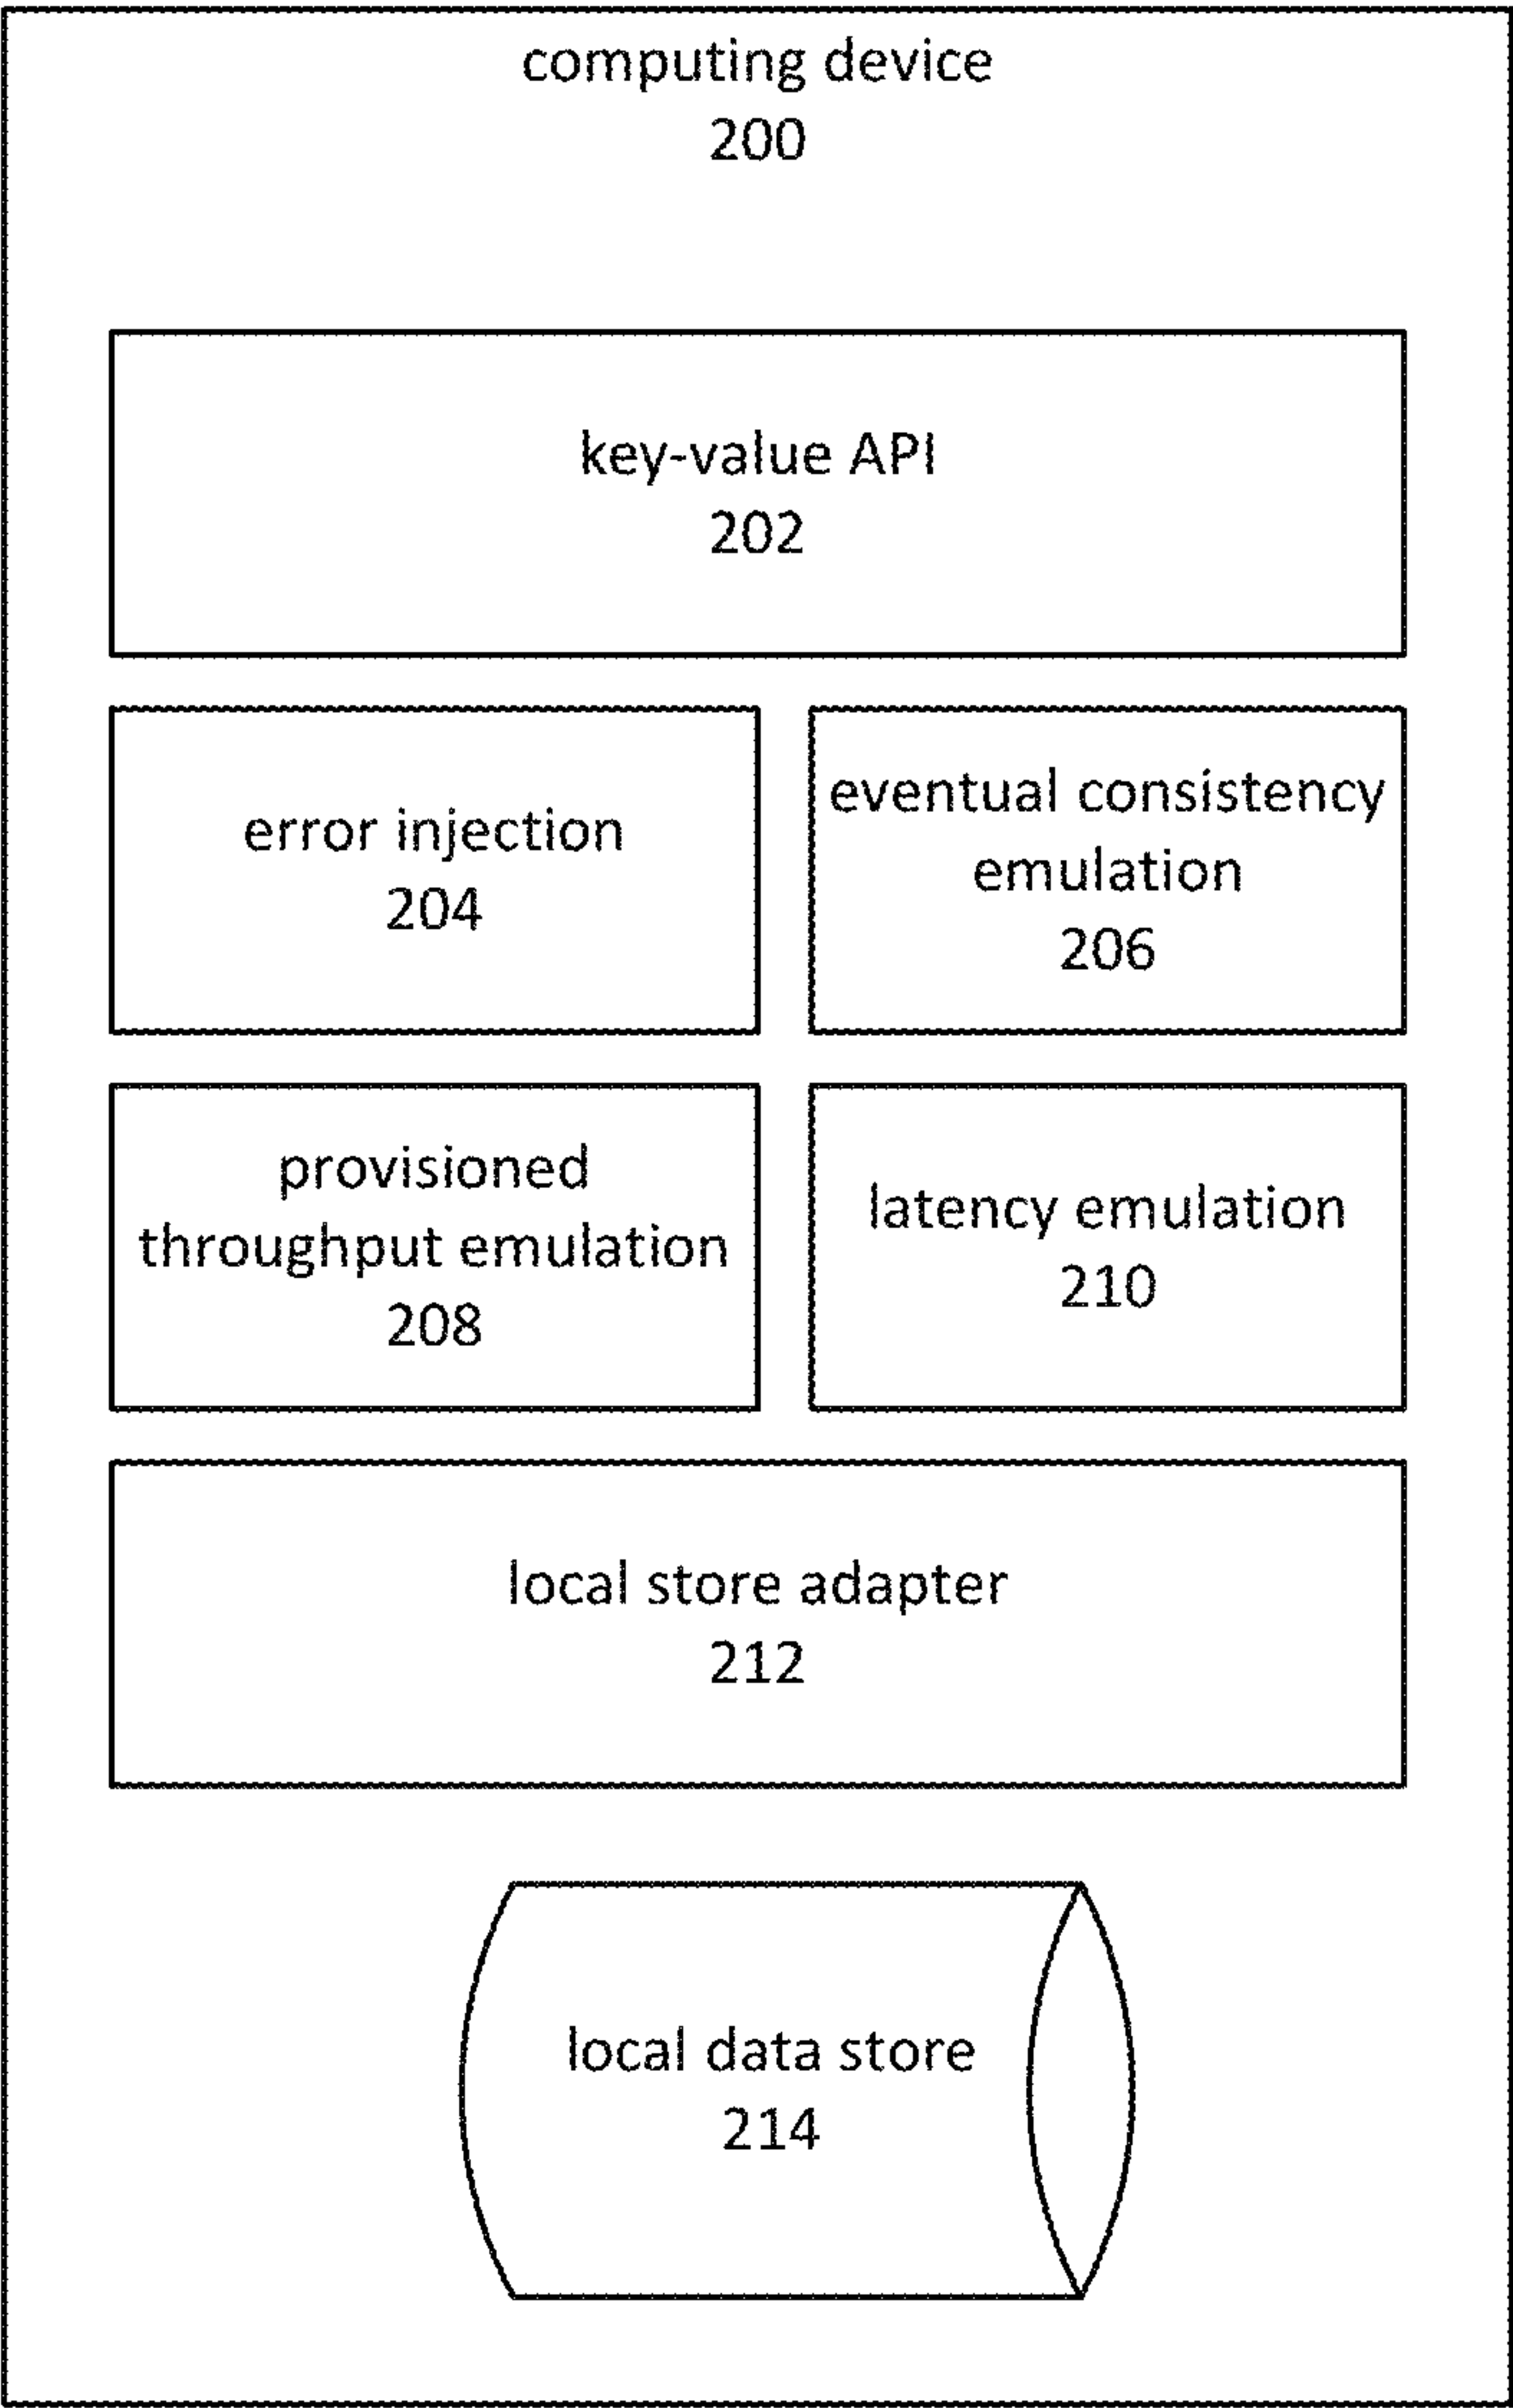 computing device
200
key-value API
202
error injection
204
eventual consistency
emulation
206
provisioned
throughput emulation
208
latency emulation
210
local store adapter
212
local data store
214